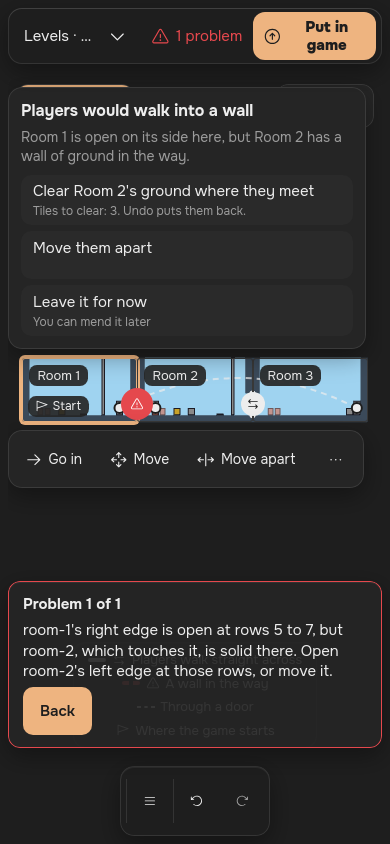 Levels · ...
1 problem
Put in
game
Players would walk into a wall
Room 1 is open on its side here, but Room 2 has a
wall of ground in the way.
Clear Room 2's ground where they meet
Tiles to clear: 3. Undo puts them back.
Move them apart
Leave it for now
You can mend it later
Room 1
Room 2
Room 3
Start
Go in
Move
Move apart
...
Problem 1 of 1
room-1's right edge is open at rows 5 to 7, but
room-2, which touches it, is solid there. Open
room-2's left edge at those rows, or move it.
Players walk straight across
A wall in the way
Through a door
Where the game starts
Back